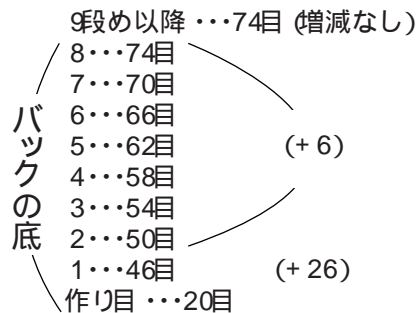 9段め以降・・・74目(増減なし)
8・・・74目
7・・・70目
6・・・66目
5・・・62目
4・・・58目
3・・・54目
2・・・50目
1・・・46目
作り目・・・20目
バックの底
(+6)
(+26)